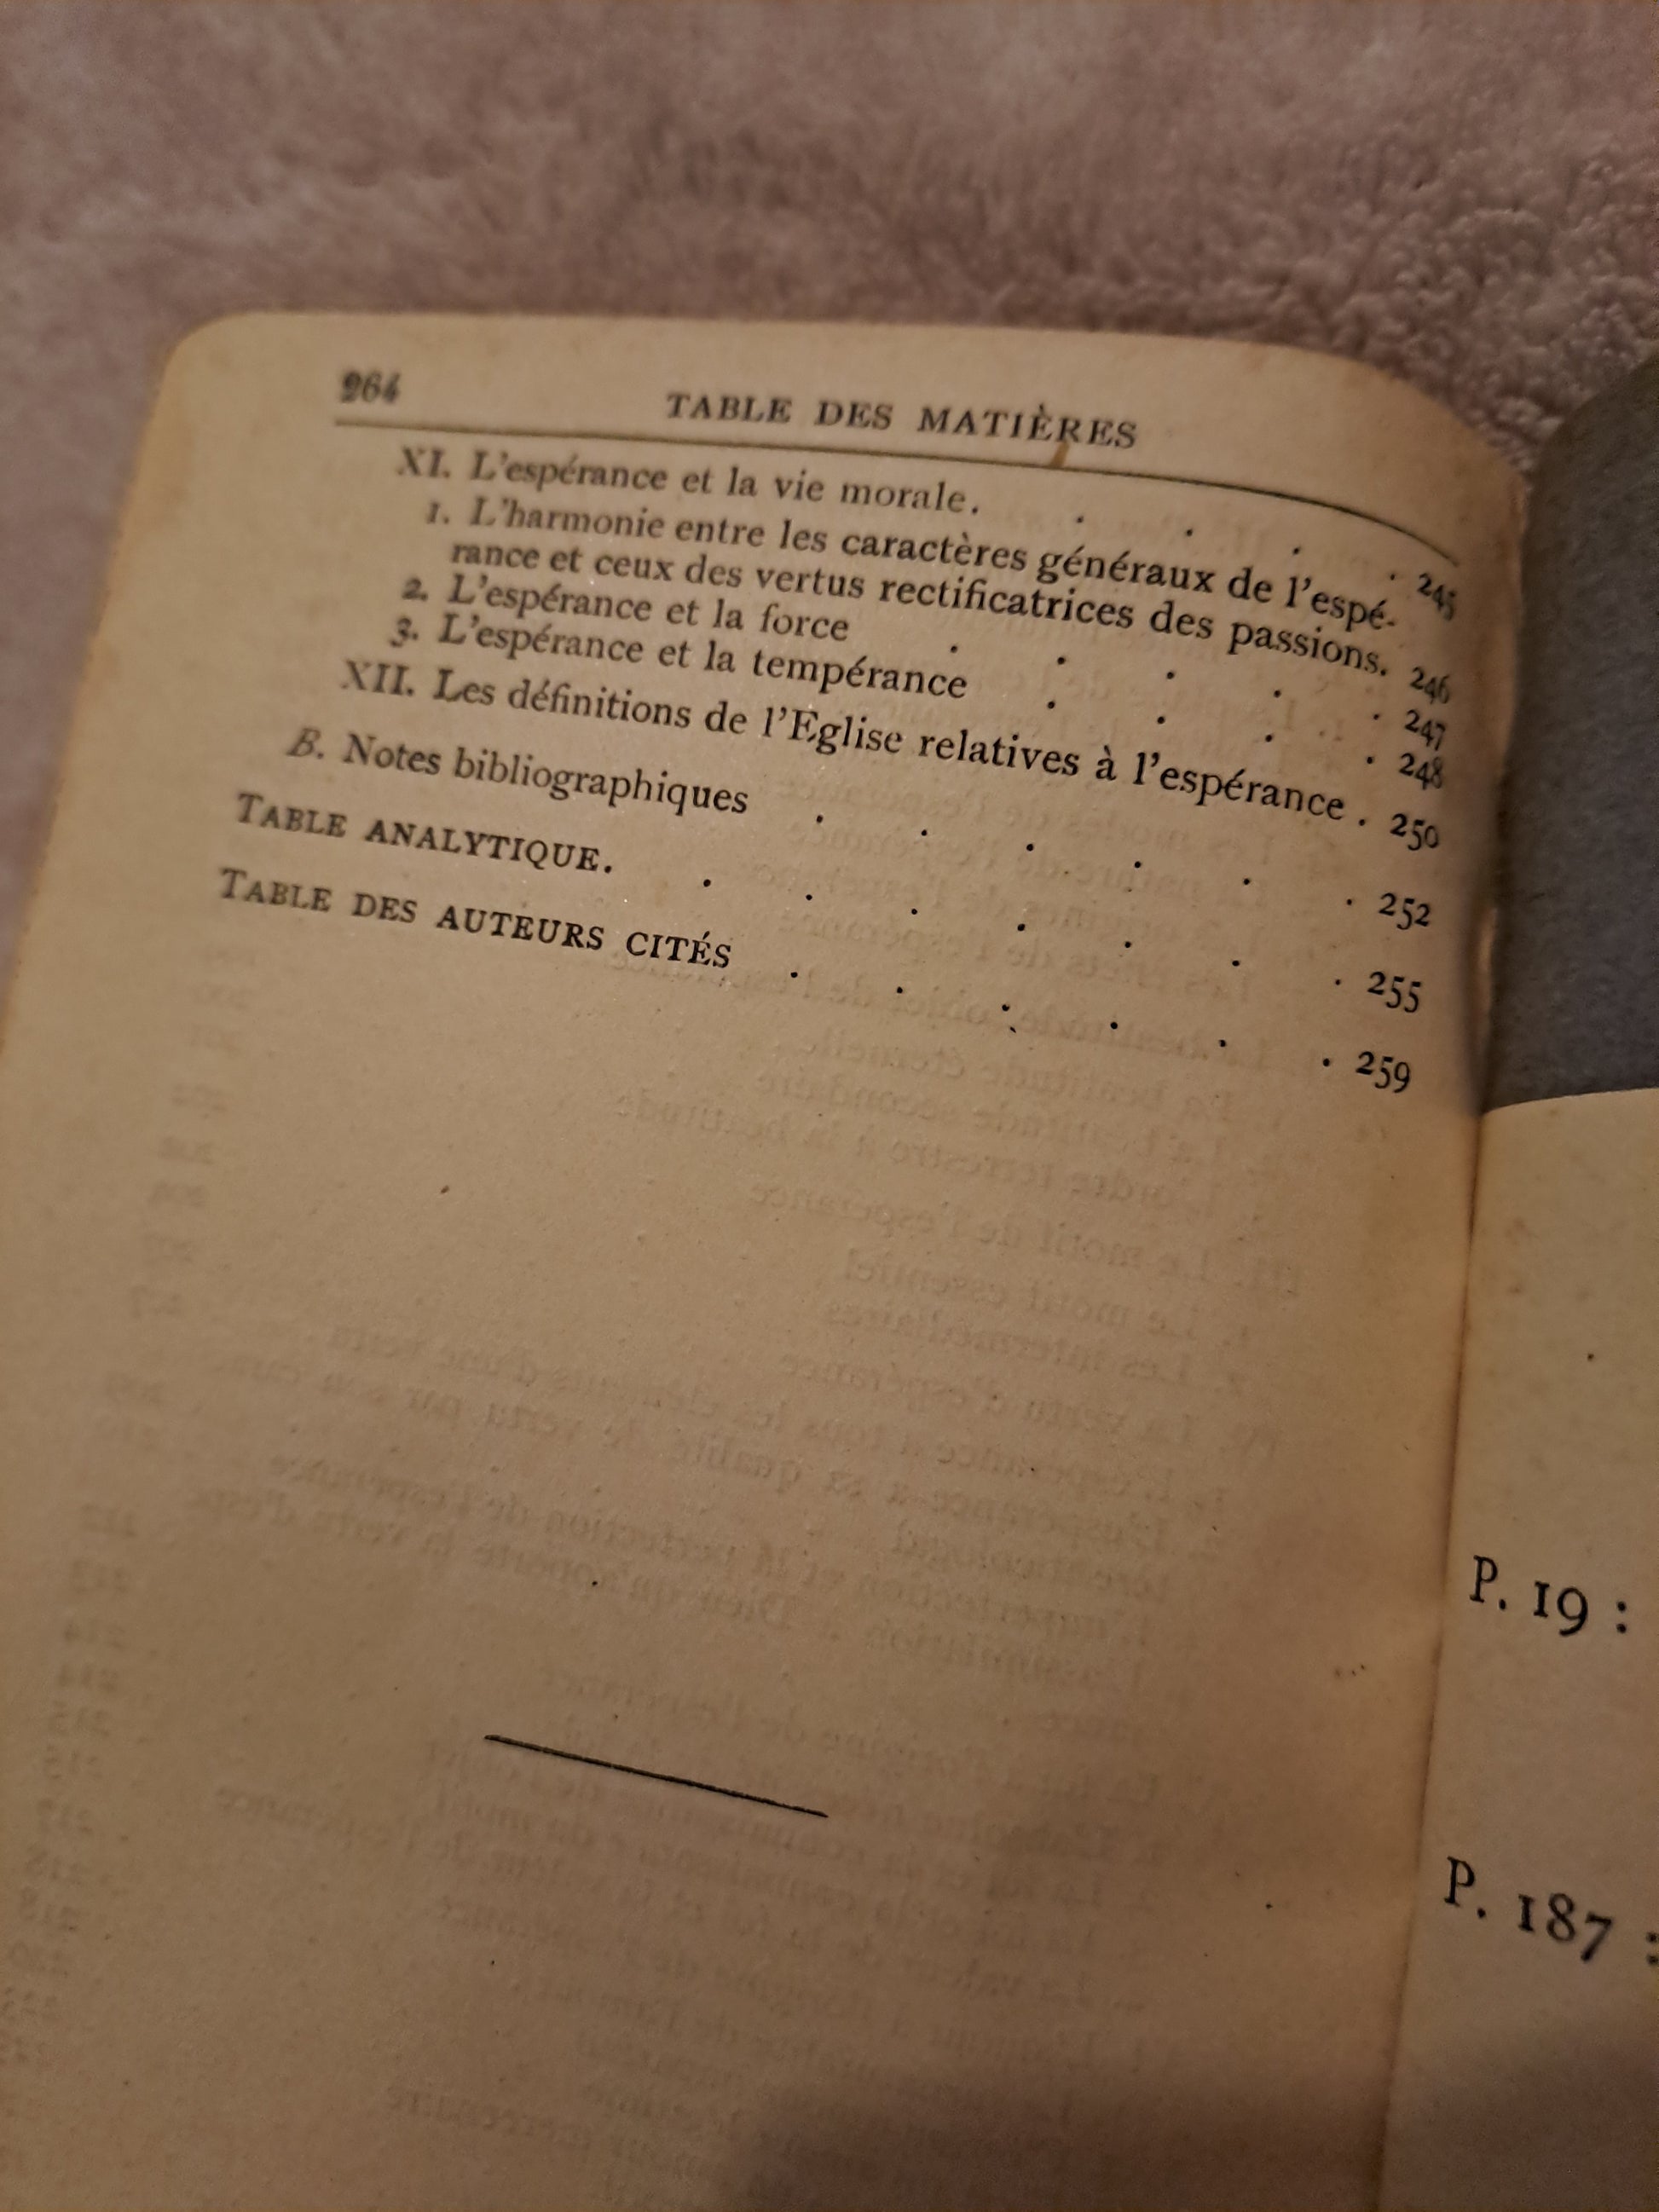 264
TABLE DES MATIÈRES
XI. L'espérance et la vie morale. . . . . 245
1. L'harmonie entre les caractères généraux de l'espé-
rance et ceux des vertus rectificatrices des passions. 246
2. L'espérance et la force . . . . . 247
3. L'espérance et la tempérance . . . . 248
XII. Les définitions de l'Eglise relatives à l'espérance . 250
B. Notes bibliographiques . . . . . . 252
TABLE ANALYTIQUE. . . . . . . . 255
TABLE DES AUTEURS CITÉS . . . . . . 259
P. 19 :
P. 187 :